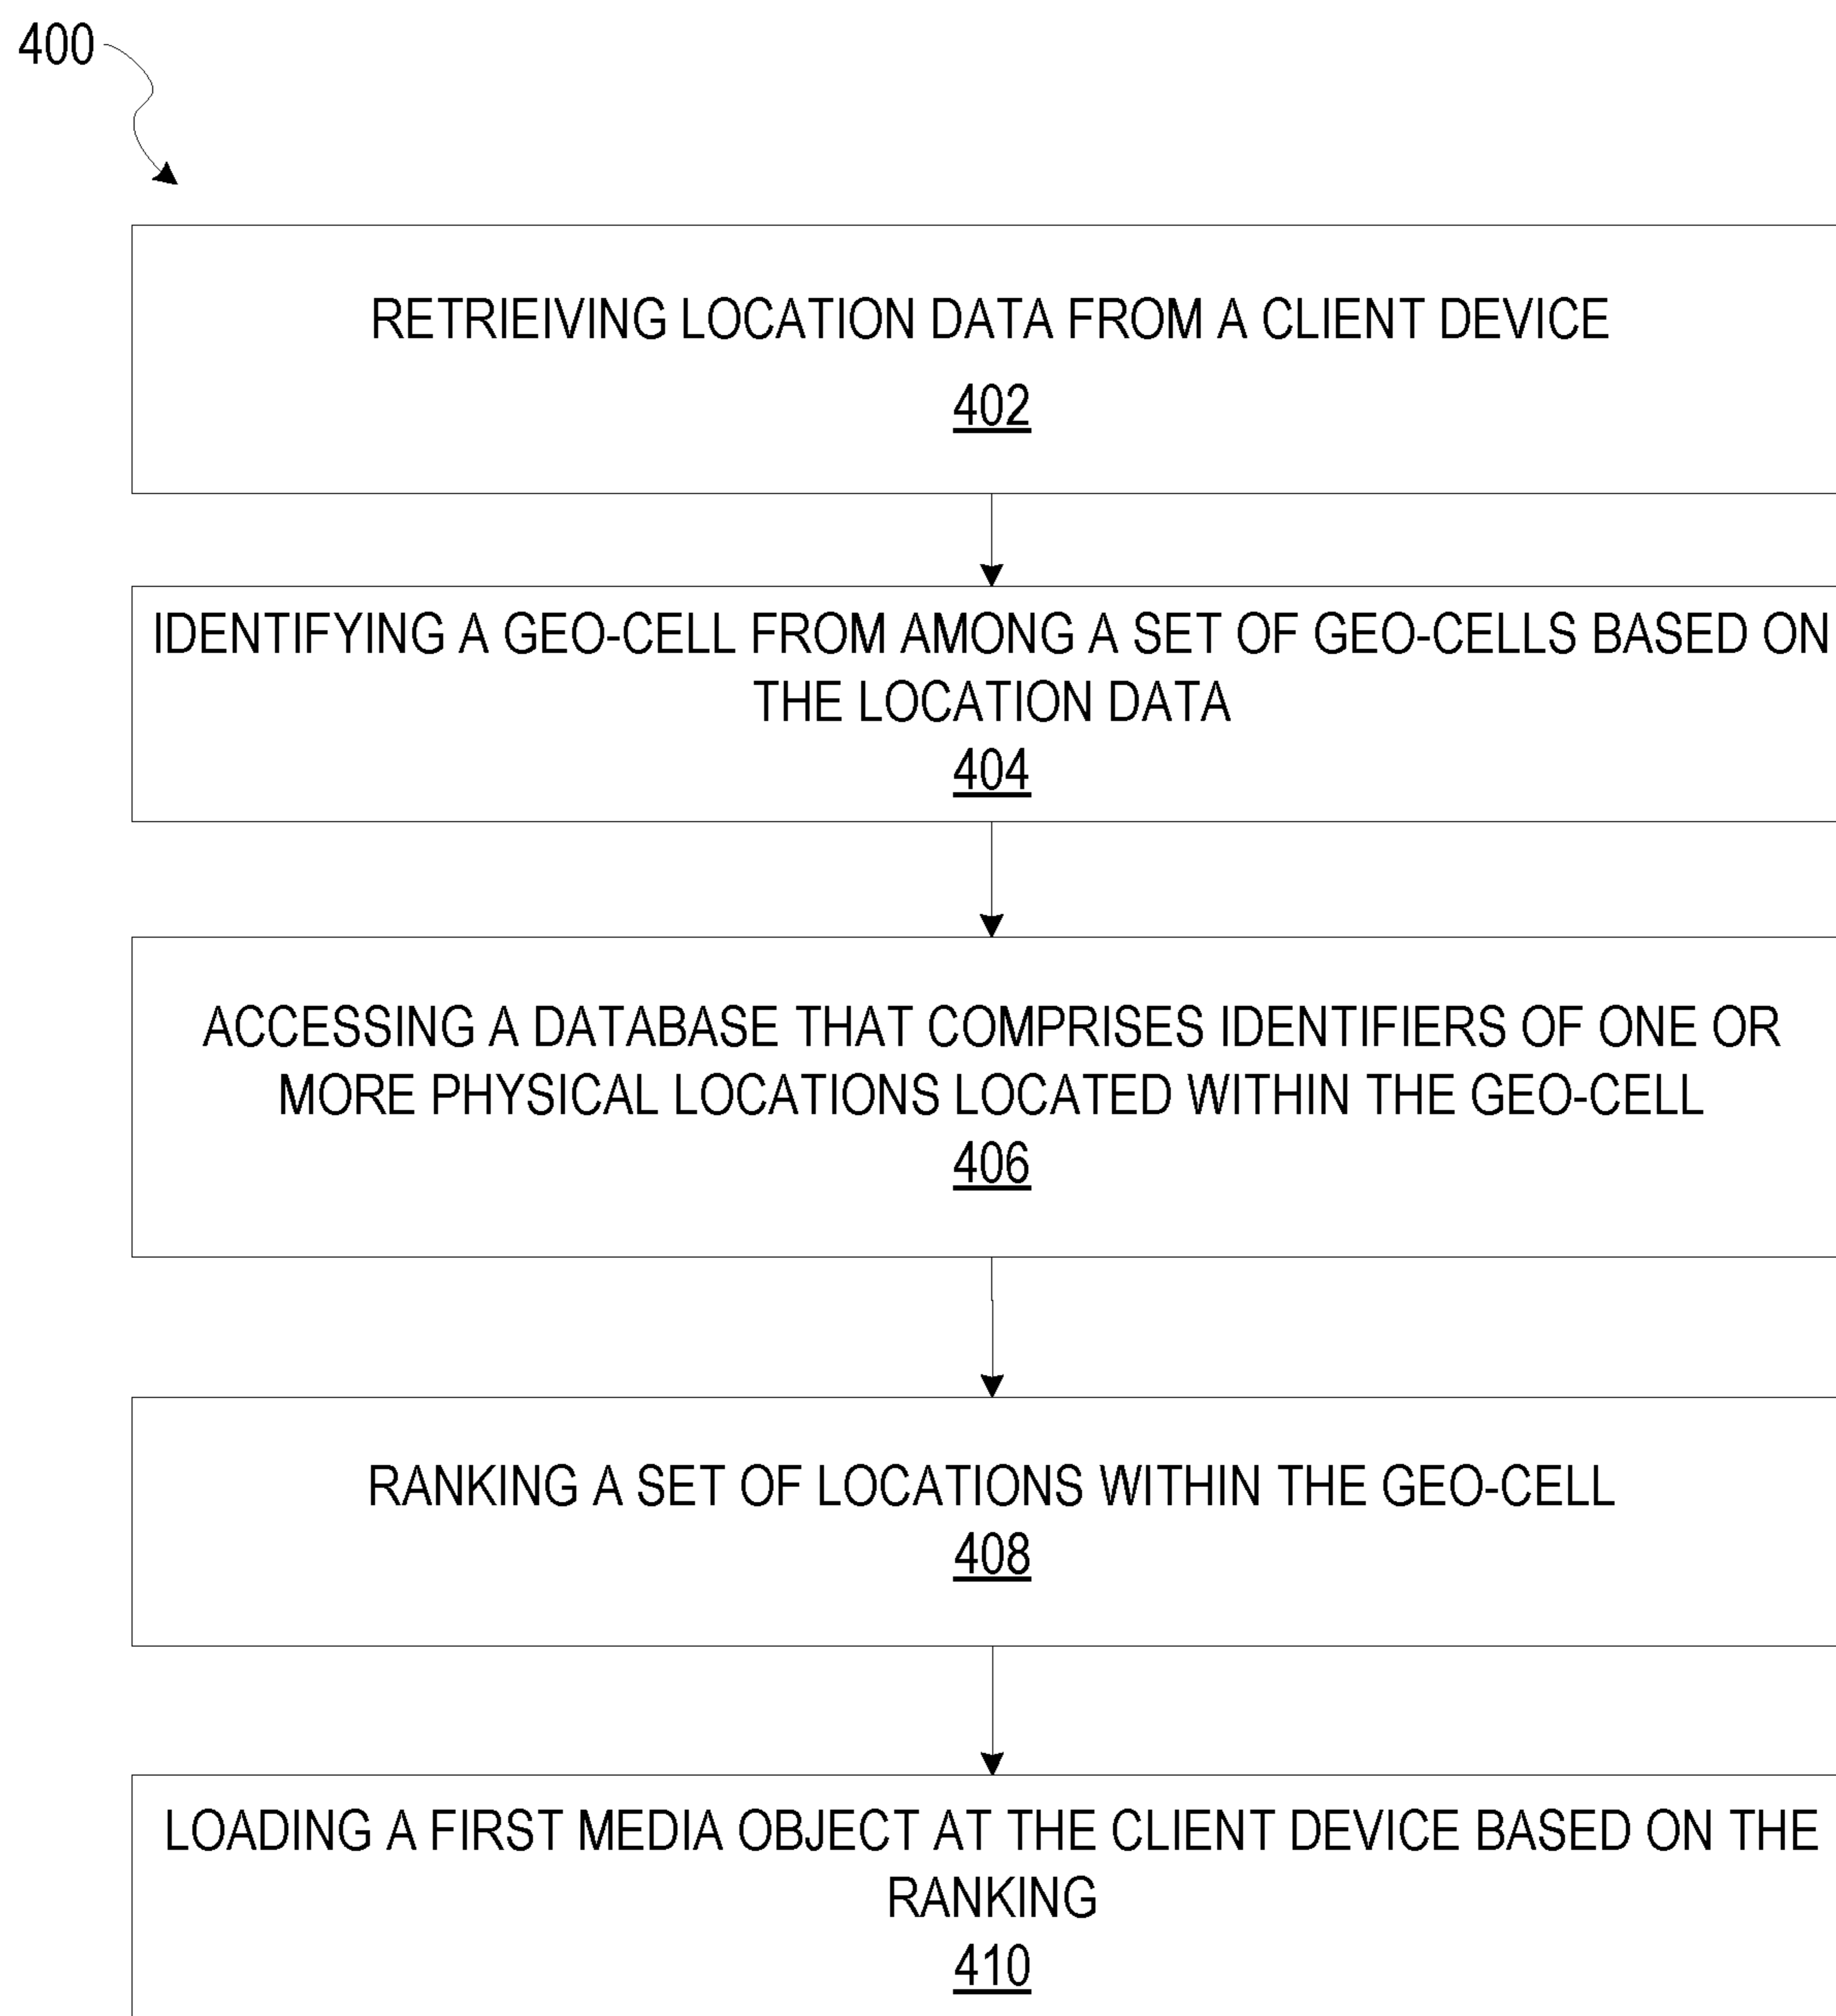 400
RETRIEIVING LOCATION DATA FROM A CLIENT DEVICE
402
IDENTIFYING A GEO-CELL FROM AMONG A SET OF GEO-CELLS BASED ON
THE LOCATION DATA
404
ACCESSING A DATABASE THAT COMPRISES IDENTIFIERS OF ONE OR
MORE PHYSICAL LOCATIONS LOCATED WITHIN THE GEO-CELL
406
RANKING A SET OF LOCATIONS WITHIN THE GEO-CELL
408
LOADING A FIRST MEDIA OBJECT AT THE CLIENT DEVICE BASED ON THE
RANKING
410